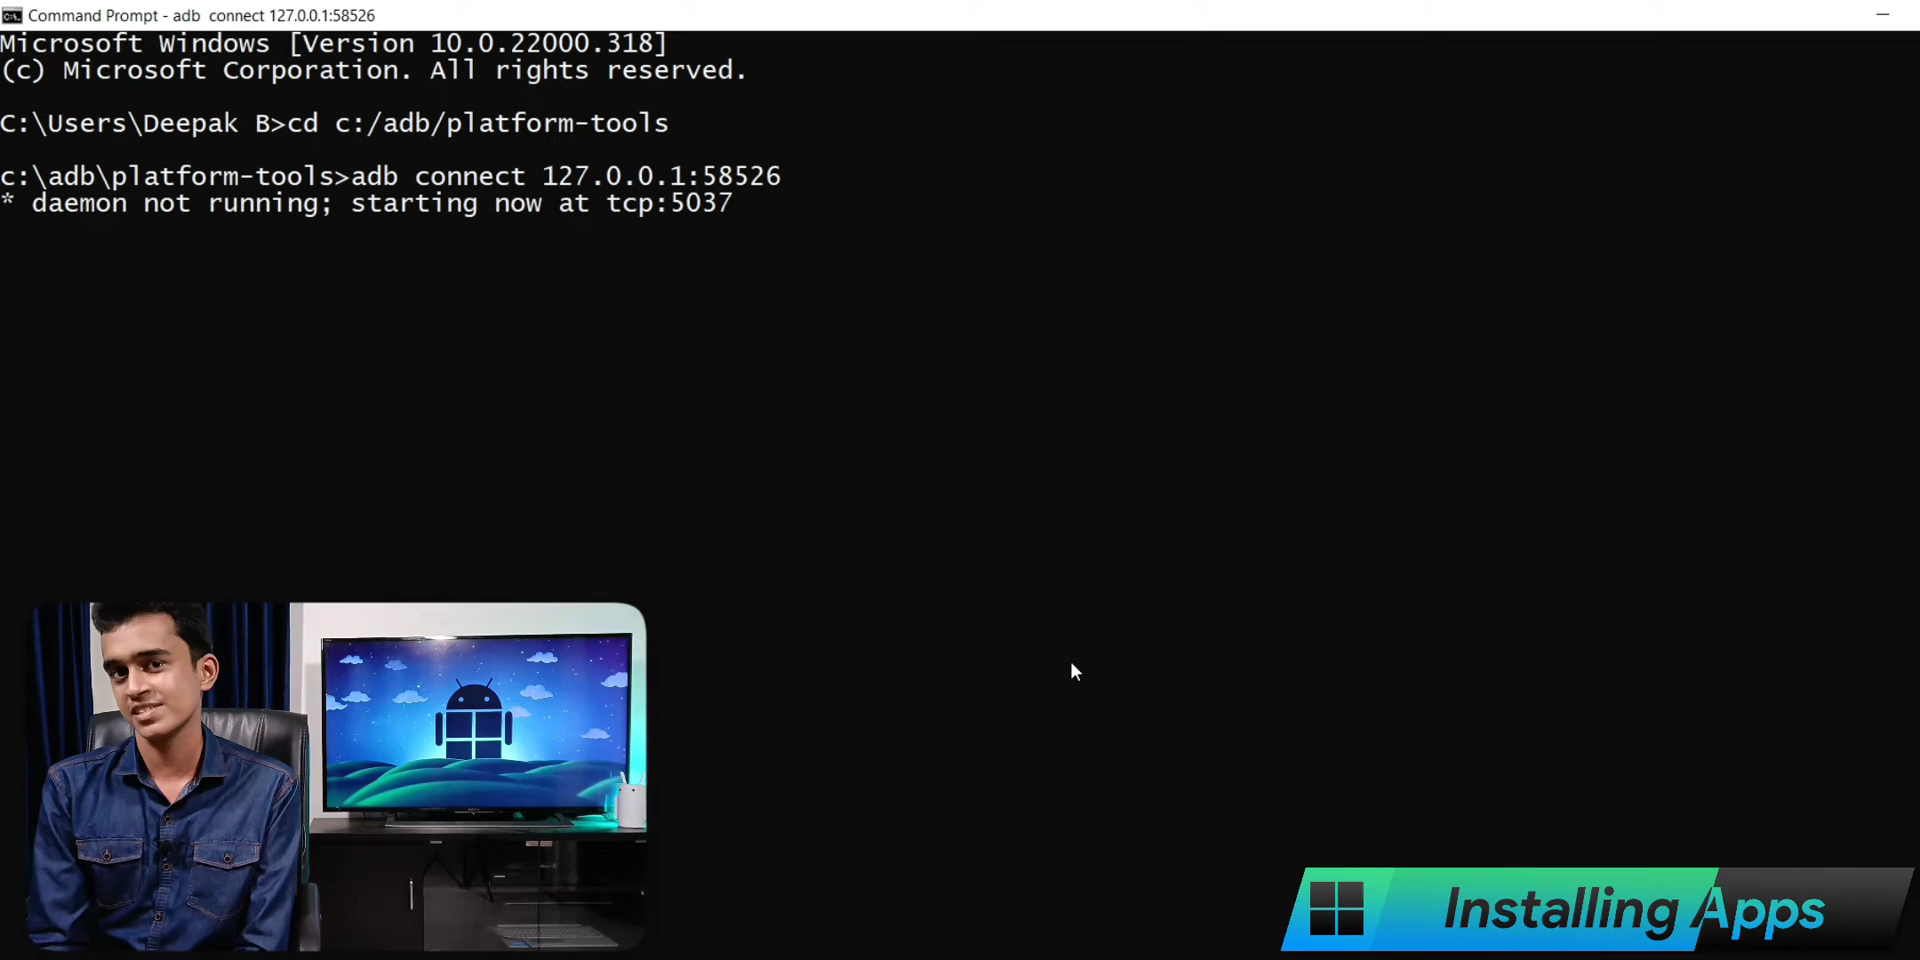 Command Prompt - adb  connect 127.0.0.1:58526
Microsoft Windows [Version 10.0.22000.318]
(c) Microsoft Corporation. All rights reserved.
C:\Users\Deepak B>cd c:/adb/platform-tools
c:\adb\platform-tools>adb connect 127.0.0.1:58526
* daemon not running; starting now at tcp:5037
Installing Apps